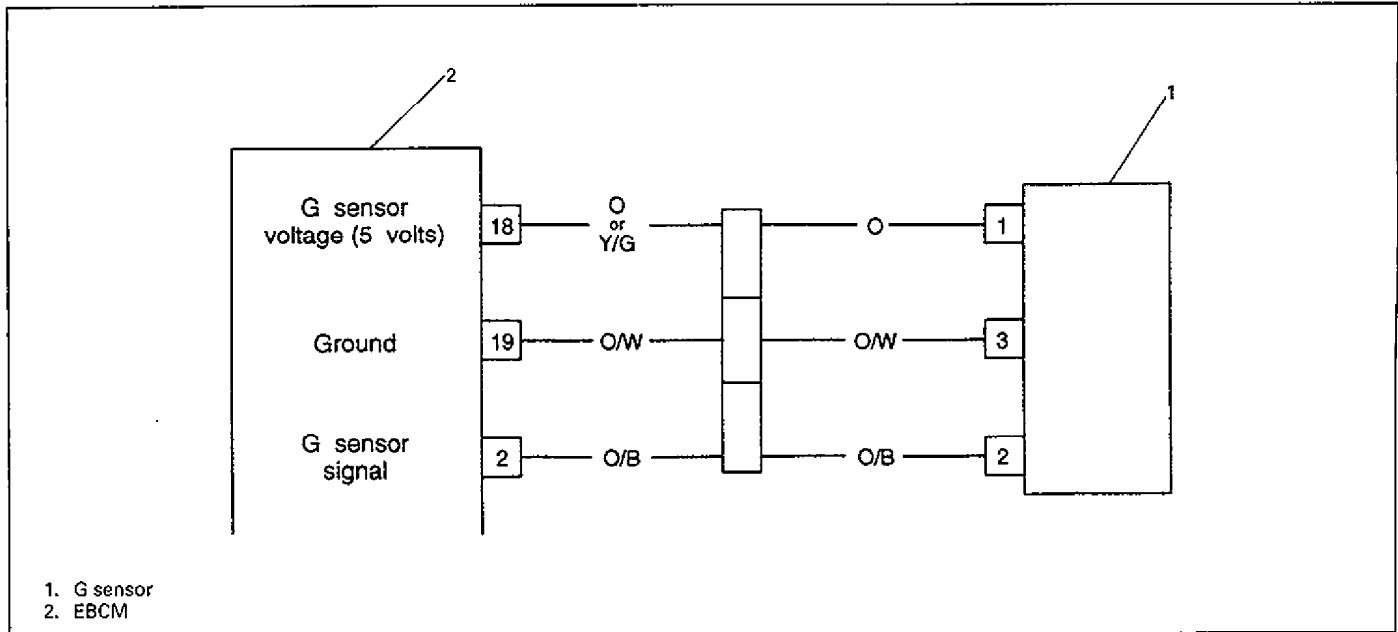 2
1
G sensor
voltage (5 volts)
18
O
or
Y/G
O
1
Ground
19
O/W
O/W
3
G sensor
signal
2
O/B
O/B
2
1. G sensor
2. EBCM